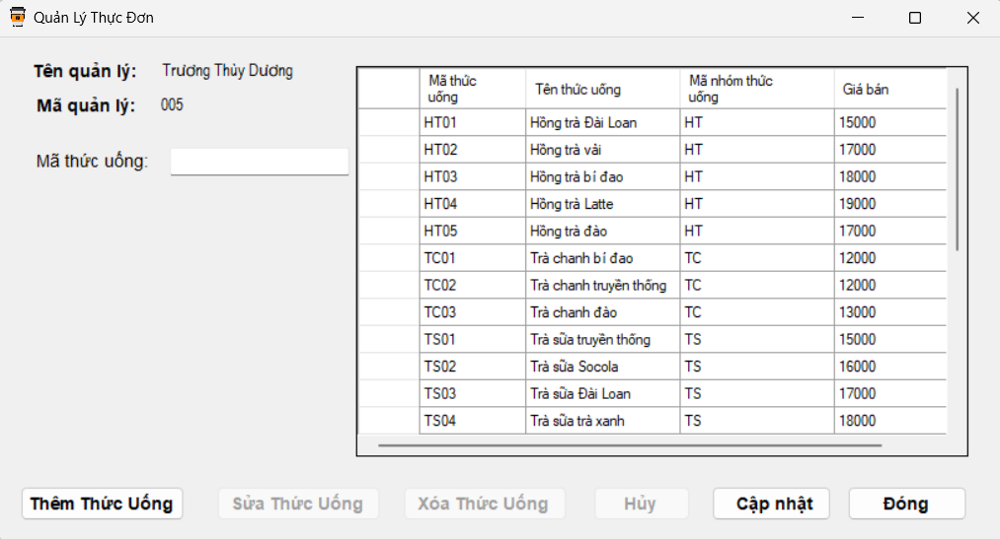 Quản Lý Thực Đơn
Tên quản lý: Trương Thùy Dương
Mã quản lý: 005
Mã thức uống:
Mã thức uống Tên thức uống Mã nhóm thức uống Giá bán
HT01 Hồng trà Đài Loan HT 15000
HT02 Hồng trà vải HT 17000
HT03 Hồng trà bí đao HT 18000
HT04 Hồng trà Latte HT 19000
HT05 Hồng trà đào HT 17000
TC01 Trà chanh bí đao TC 12000
TC02 Trà chanh truyền thống TC 12000
TC03 Trà chanh đào TC 13000
TS01 Trà sữa truyền thống TS 15000
TS02 Trà sữa Socola TS 16000
TS03 Trà sữa Đài Loan TS 17000
TS04 Trà sữa trà xanh TS 18000
Thêm Thức Uống Sửa Thức Uống Xóa Thức Uống Hủy Cập nhật Đóng